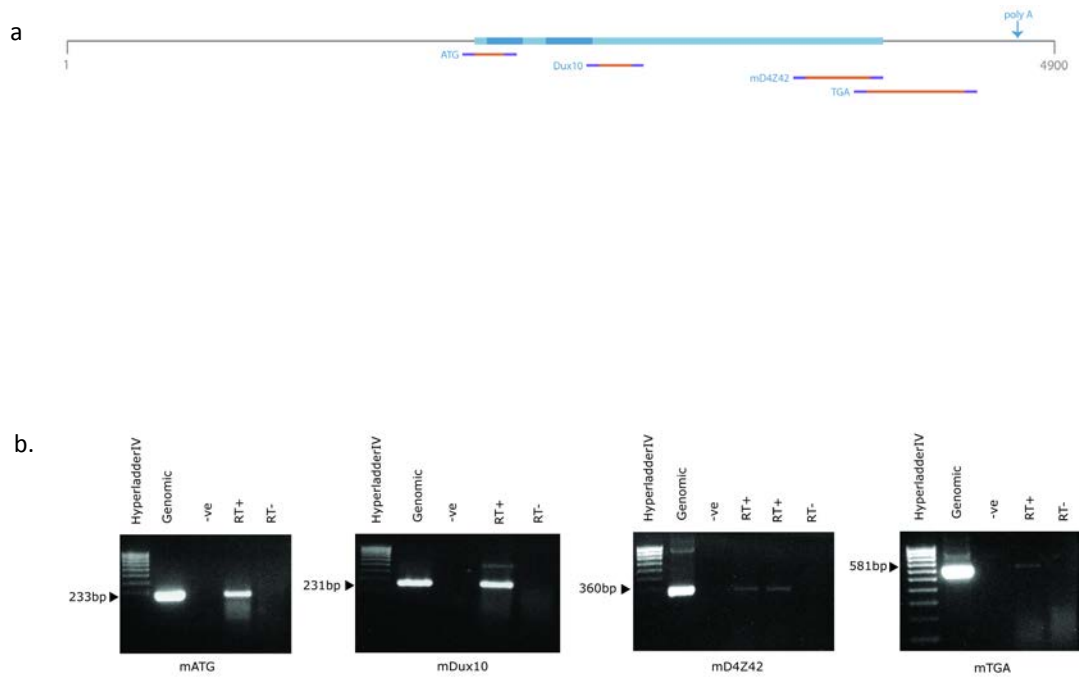 a
poly A
ATG
1
4900
Dux10
mD4Z42
TGA
b.
HyperladderIV
Genomic
-ve
RT+
RT-
233bp
mATG
HyperladderIV
Genomic
-ve
RT+
RT-
231bp
mDux10
HyperladderIV
Genomic
-ve
RT+
RT+
RT-
360bp
mD4Z42
HyperladderIV
Genomic
-ve
RT+
RT-
581bp
mTGA